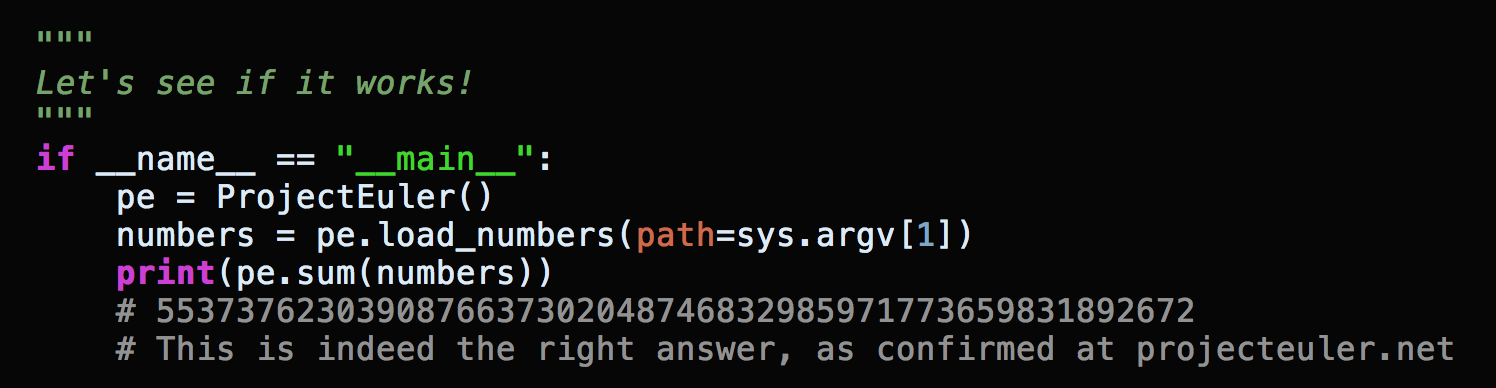 """
Let's see if it works!
"""
if __name__ == "__main__":
    pe = ProjectEuler()
    numbers = pe.load_numbers(path=sys.argv[1])
    print(pe.sum(numbers))
    # 5537376230390876637302048746832985971773659831892672
    # This is indeed the right answer, as confirmed at projecteuler.net